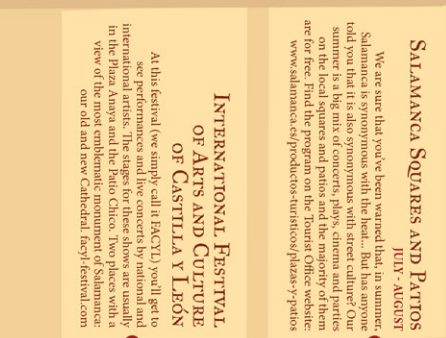 SALAMANCA SQUARES AND PATIOS
JULY - AUGUST
We are sure that you've been warned that, in summer,
Salamanca is synonymous with the heat... But has anyone
told you that it is also synonymous with street culture? Our
summer is a big mix of concerts, plays, cinema and parties
on the local squares and patios and the majority of them
are for free. Find the program on the Tourist Office website:
www.salamanca.es/productos-turisticos/plazas-y-patios
INTERNATIONAL FESTIVAL
OF ARTS AND CULTURE
OF CASTILLA Y LEÓN
At this festival (we simply call it FACYL) you'll get to
see performances and live concerts by national and
international artists. The stages for these shows are usually
in the Plaza Anaya and the Patio Chico. Two places with a
view of the most emblematic monument of Salamanca:
our old and new Cathedral. facyl-festival.com